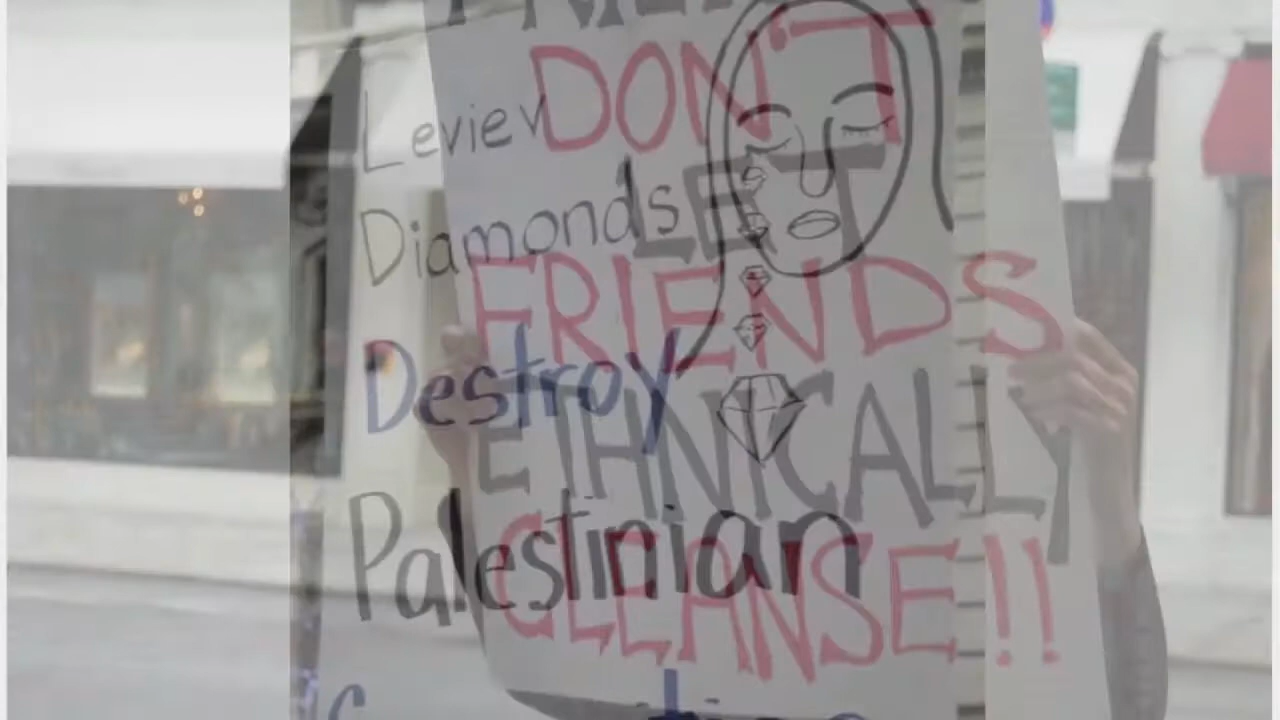 DON'T
LET
FRIENDS
ETHNICALLY
CLEANSE!!
Leviev
Diamonds
Destroy
Palestinian